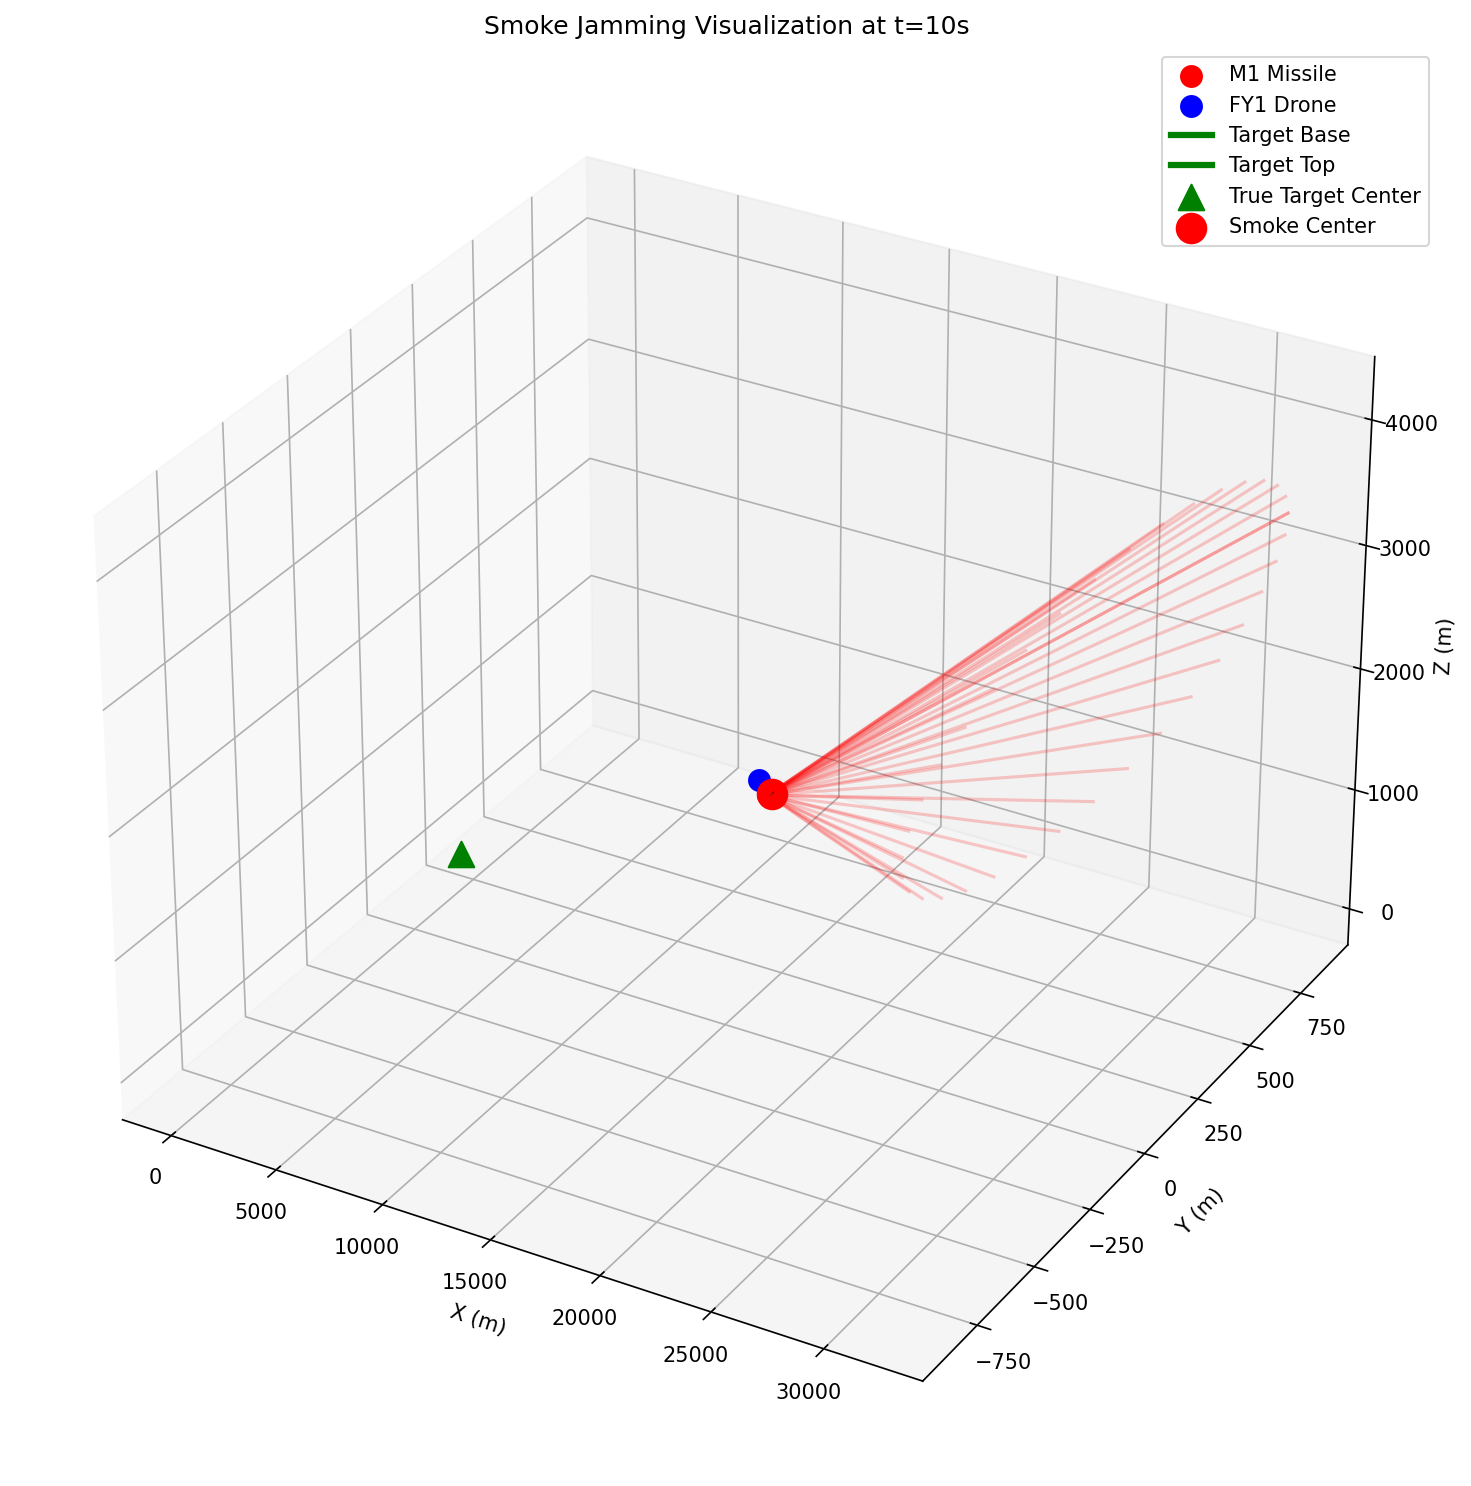 Smoke Jamming Visualization at t=10s
M1 Missile
FY1 Drone
Target Base
Target Top
True Target Center
Smoke Center
4000
3000
2000
1000
0
Z (m)
750
500
250
0
−250
−500
−750
Y (m)
0
5000
10000
15000
20000
25000
30000
X (m)